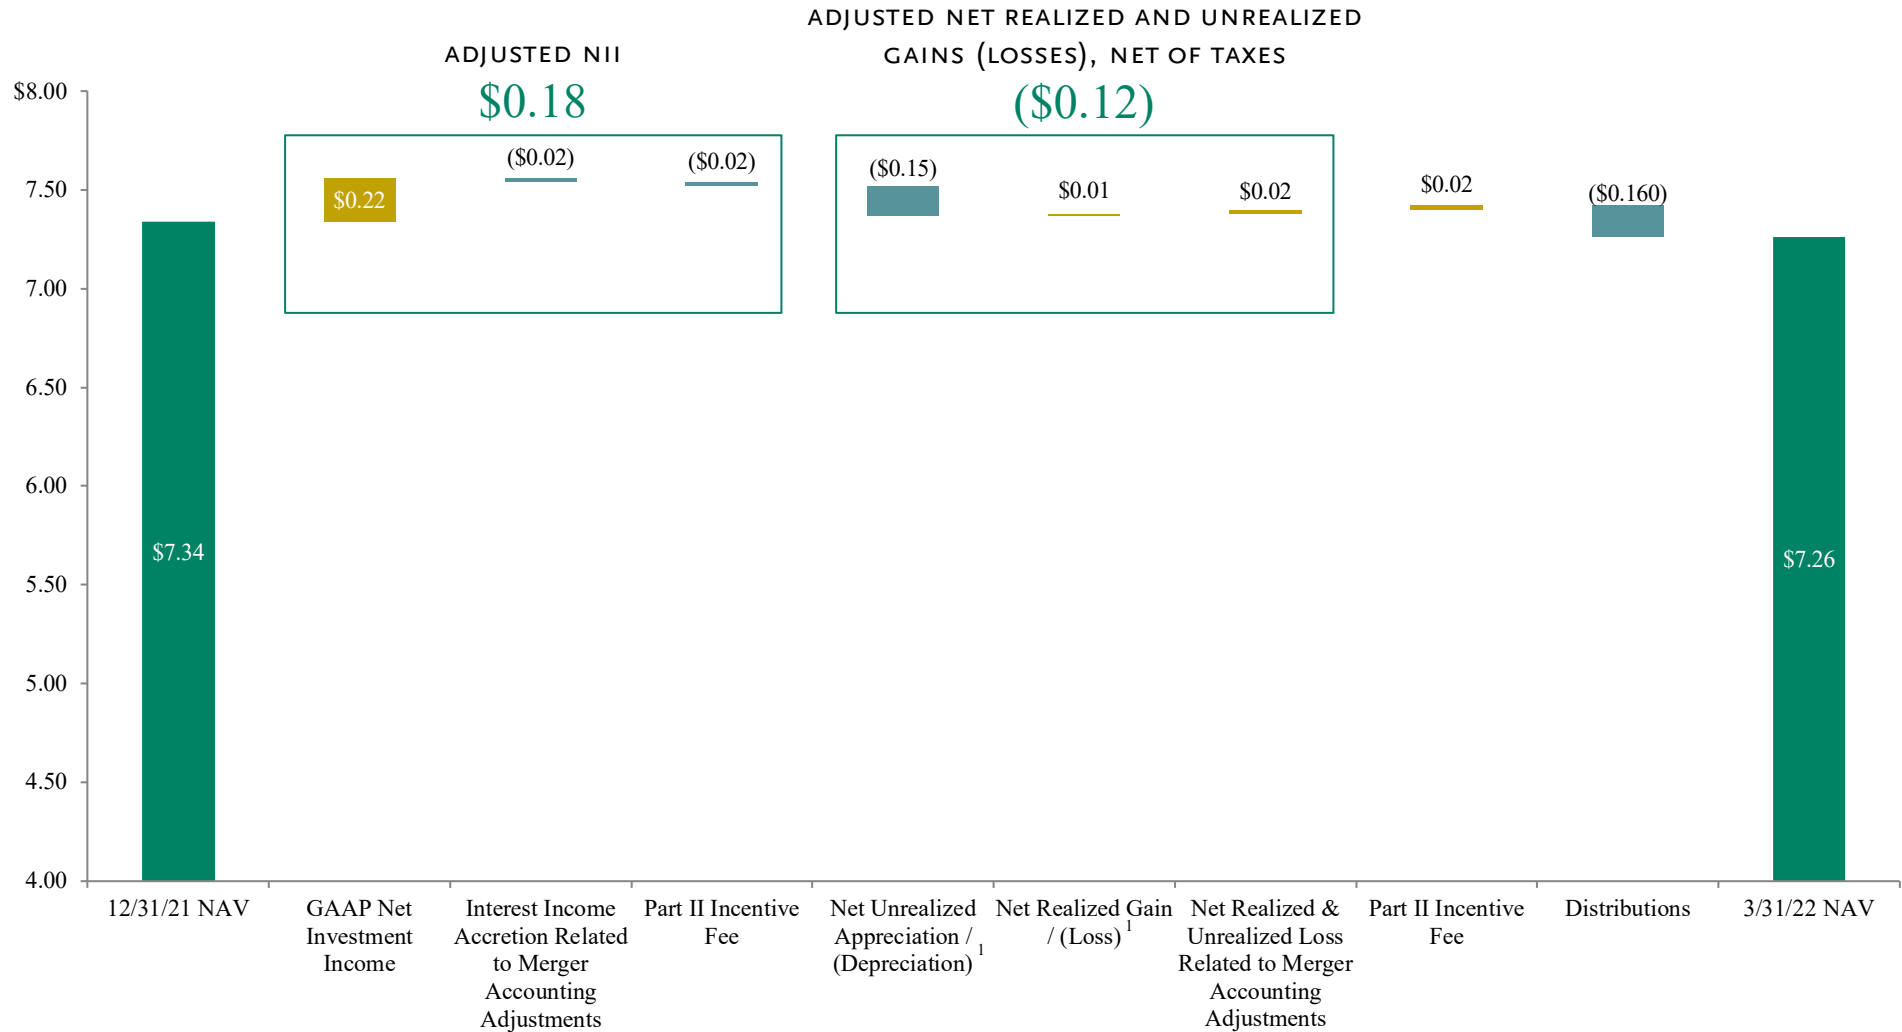 ADJUSTED NII
$0.18
ADJUSTED NET REALIZED AND UNREALIZED
GAINS (LOSSES), NET OF TAXES
($0.12)
$8.00
7.50
7.00
6.50
6.00
5.50
5.00
4.50
4.00
$7.34
$0.22
($0.02)
($0.02)
($0.15)
$0.01
$0.02
$0.02
($0.160)
$7.26
12/31/21 NAV
GAAP Net
Investment
Income
Interest Income
Accretion Related
to Merger
Accounting
Adjustments
Part II Incentive
Fee
Net Unrealized
Appreciation /
(Depreciation) 1
Net Realized Gain
/ (Loss) 1
Net Realized &
Unrealized Loss
Related to Merger
Accounting
Adjustments
Part II Incentive
Fee
Distributions
3/31/22 NAV